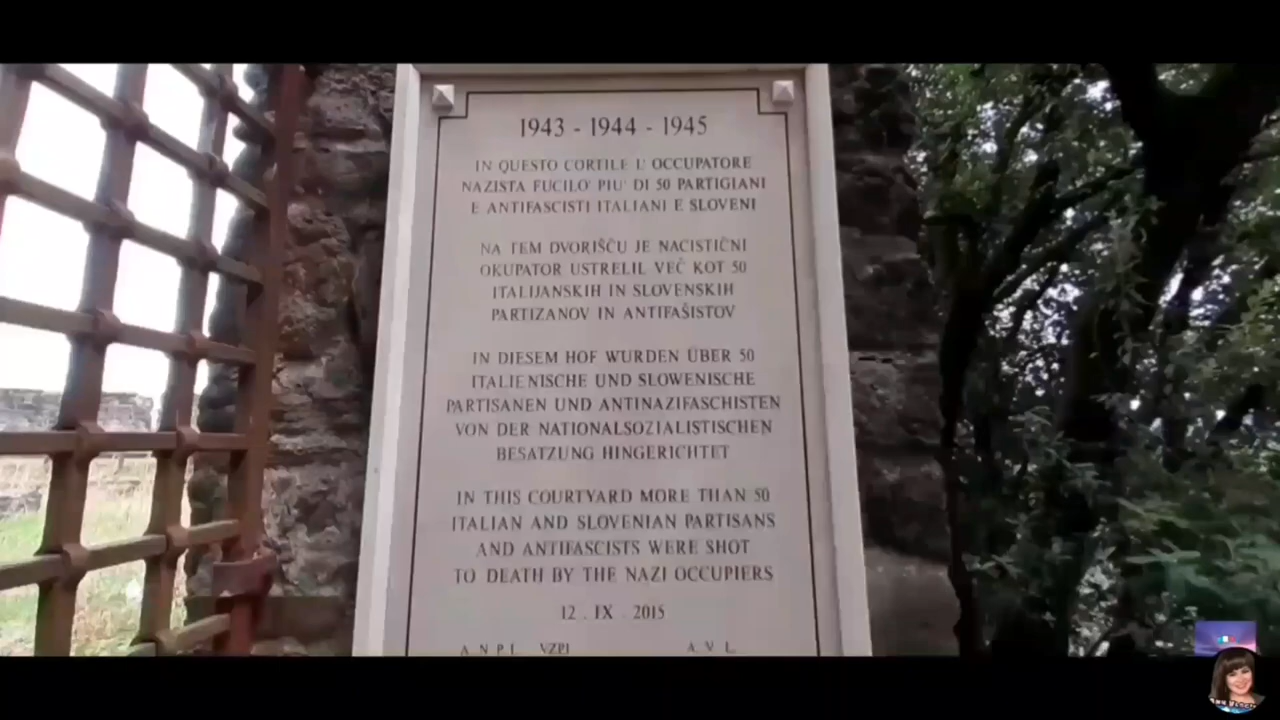 1943 - 1944 - 1945
IN QUESTO CORTILE L' OCCUPATORE
NAZISTA FUCILO' PIU' DI 50 PARTIGIANI
E ANTIFASCISTI ITALIANI E SLOVENI
NA TEM DVORIŠČU JE NACISTIČNI
OKUPATOR USTRELIL VEČ KOT 50
ITALIJANSKIH IN SLOVENSKIH
PARTIZANOV IN ANTIFAŠISTOV
IN DIESEM HOF WURDEN ÜBER 50
ITALIENISCHE UND SLOWENISCHE
PARTISANEN UND ANTINAZIFASCHISTEN
VON DER NATIONALSOZIALISTISCHEN
BESATZUNG HINGERICHTET
IN THIS COURTYARD MORE THAN 50
ITALIAN AND SLOVENIAN PARTISANS
AND ANTIFASCISTS WERE SHOT
TO DEATH BY THE NAZI OCCUPIERS
12 . IX . 2015
A. N. P. I. VZPI A. V. L.